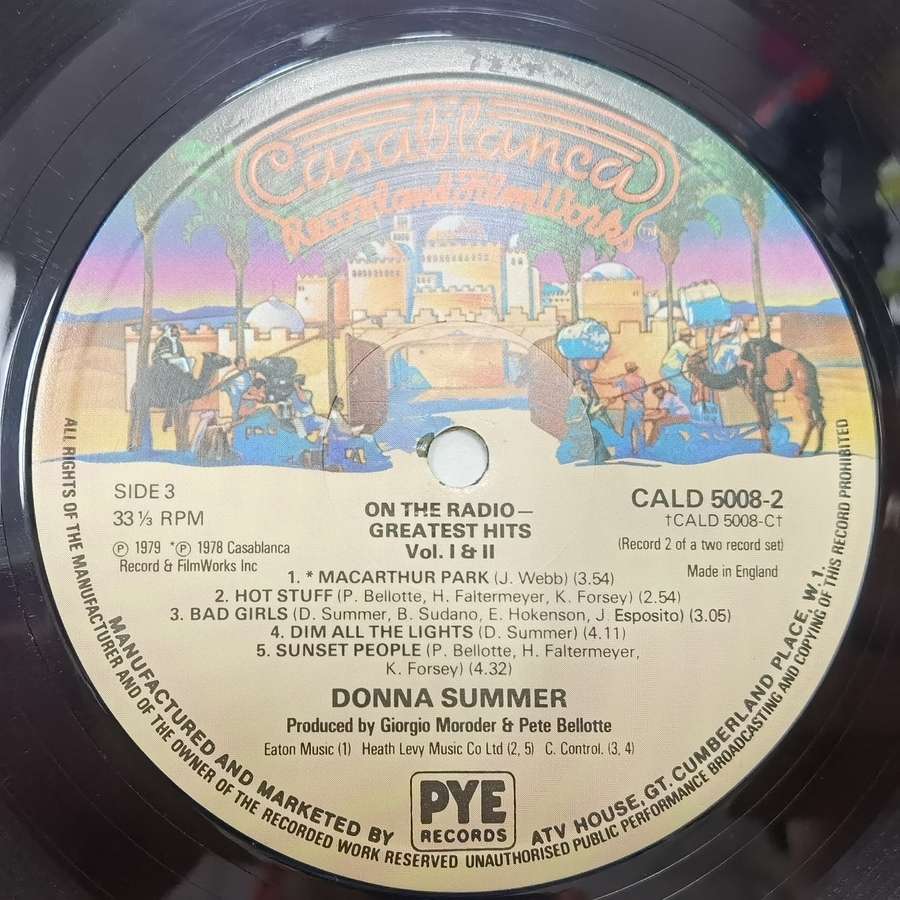 Casablanca
Record and FilmWorks
TM
SIDE 3
33 ⅓ RPM
Ⓟ 1979 *Ⓟ 1978 Casablanca
Record & FilmWorks Inc
ON THE RADIO—
GREATEST HITS
Vol. I & II
CALD 5008-2
†CALD 5008-C†
(Record 2 of a two record set)
Made in England
1. * MACARTHUR PARK (J. Webb) (3.54)
2. HOT STUFF (P. Bellotte, H. Faltermeyer, K. Forsey) (2.54)
3. BAD GIRLS (D. Summer, B. Sudano, E. Hokenson, J. Esposito) (3.05)
4. DIM ALL THE LIGHTS (D. Summer) (4.11)
5. SUNSET PEOPLE (P. Bellotte, H. Faltermeyer,
K. Forsey) (4.32)
DONNA SUMMER
Produced by Giorgio Moroder & Pete Bellotte
Eaton Music (1) Heath Levy Music Co Ltd (2, 5) C. Control. (3, 4)
PYE
RECORDS
MANUFACTURED AND MARKETED BY
ATV HOUSE, GT. CUMBERLAND PLACE, W. 1.
ALL RIGHTS OF THE MANUFACTURER AND OF THE OWNER OF THE RECORDED WORK RESERVED UNAUTHORISED PUBLIC PERFORMANCE BROADCASTING AND COPYING OF THIS RECORD PROHIBITED